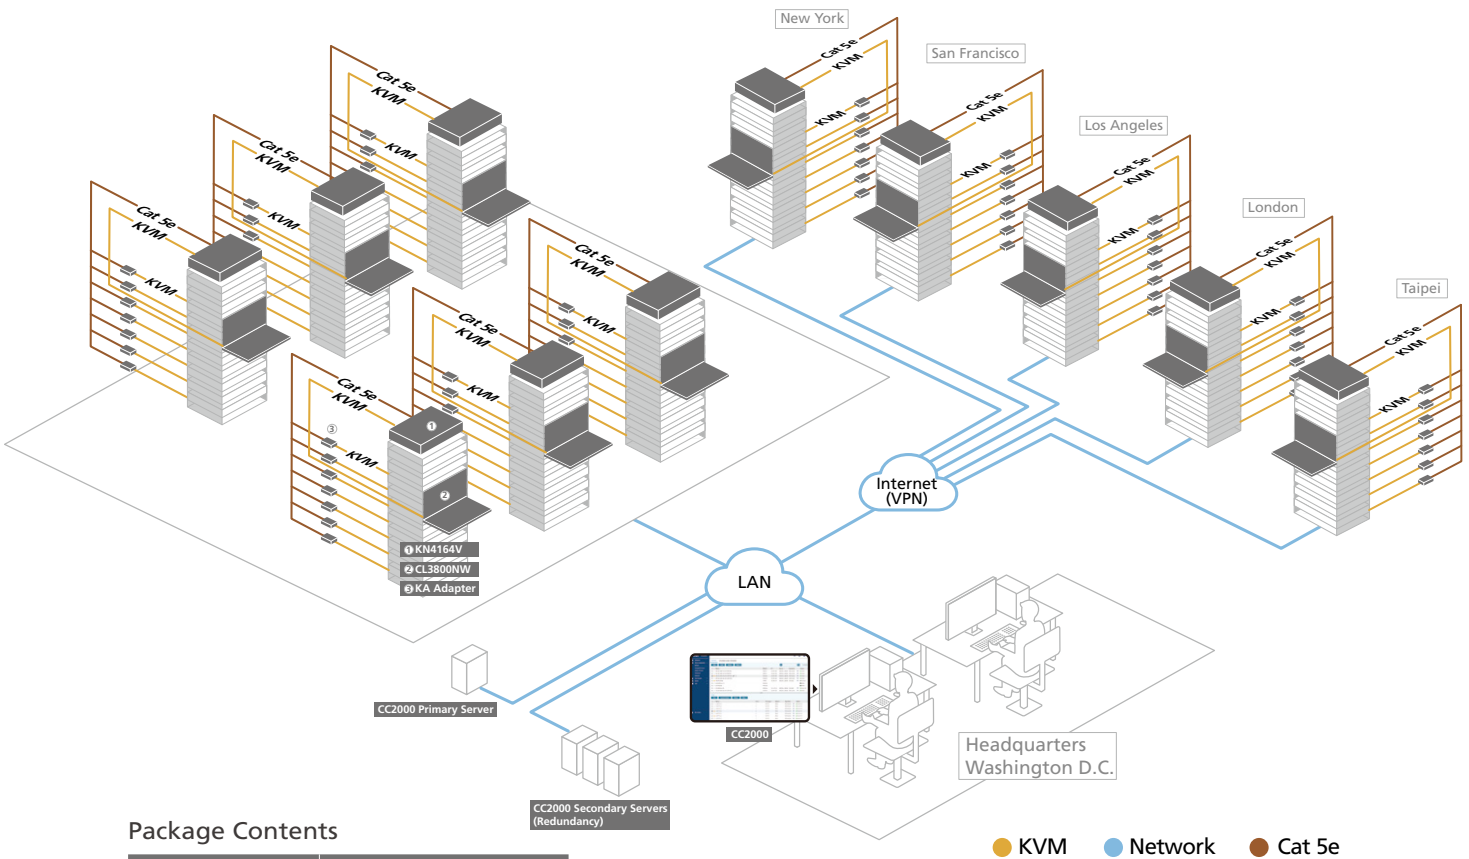 New York
San Francisco
Los Angeles
London
Taipei
Cat 5e
KVM
KVM
Cat 5e
KVM
KVM
Cat 5e
KVM
KVM
Cat 5e
KVM
KVM
Cat 5e
KVM
KVM
Cat 5e
KVM
KVM
Cat 5e
KVM
KVM
Cat 5e
KVM
KVM
Cat 5e
KVM
KVM
Cat 5e
KVM
KVM
Cat 5e
KVM
KVM
①
②
③
❶ KN4164V
❷ CL3800NW
❸ KA Adapter
Internet
(VPN)
LAN
CC2000 Primary Server
CC2000 Secondary Servers
(Redundancy)
CC2000
Headquarters
Washington D.C.
Package Contents
KVM
Network
Cat 5e